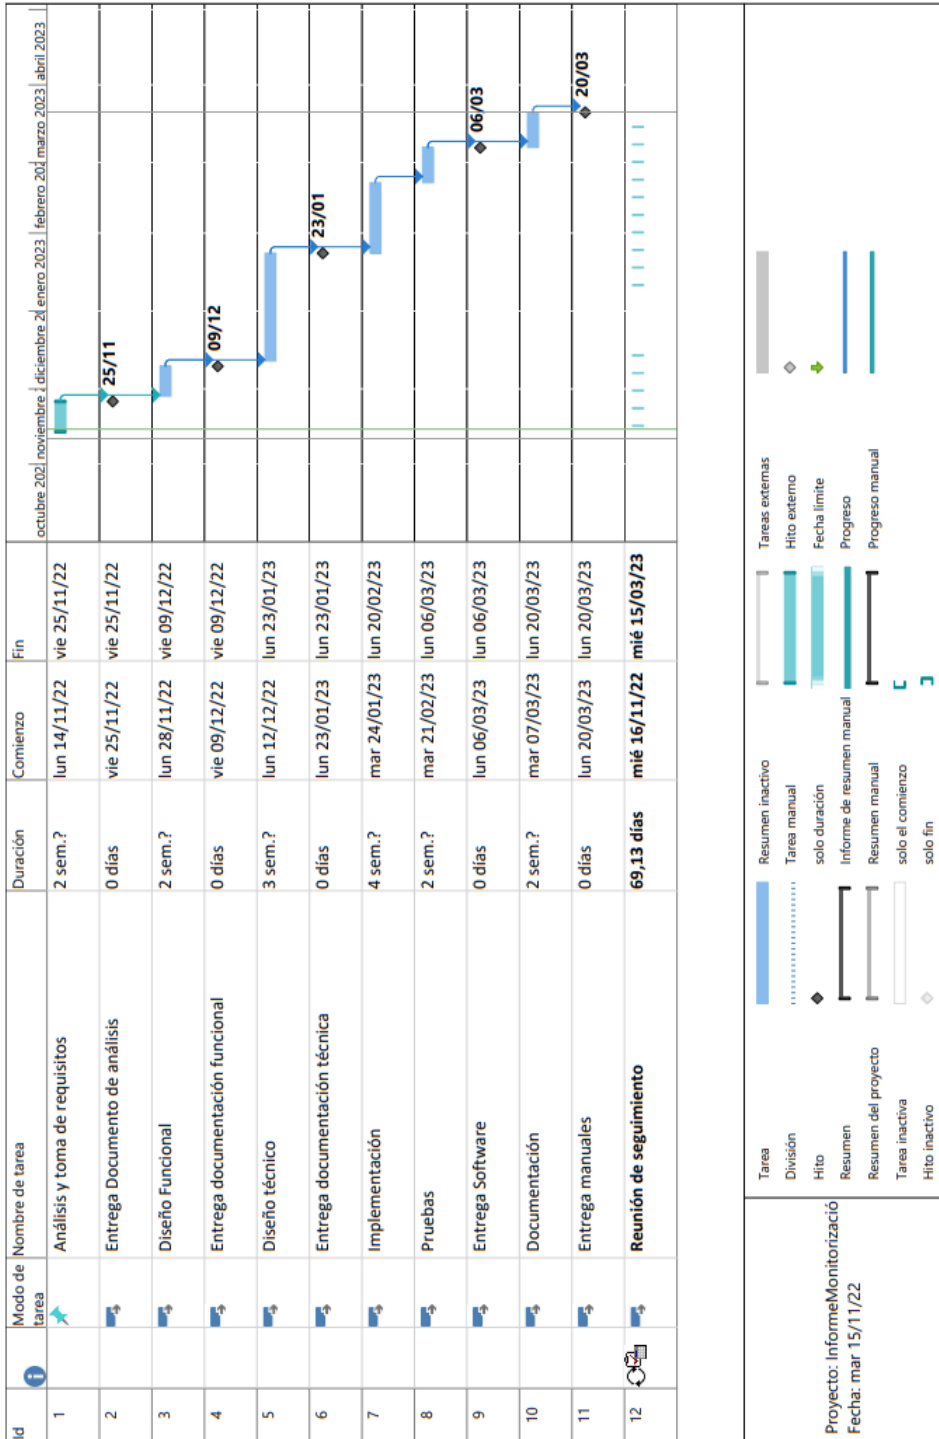 Id Modo de tarea Nombre de tarea Duración Comienzo Fin octubre 202 noviembre 2 diciembre 20 enero 2023 febrero 202 marzo 2023 abril 2023
1 Análisis y toma de requisitos 2 sem.? lun 14/11/22 vie 25/11/22
2 Entrega Documento de análisis 0 días vie 25/11/22 vie 25/11/22 25/11
3 Diseño Funcional 2 sem.? lun 28/11/22 vie 09/12/22
4 Entrega documentación funcional 0 días vie 09/12/22 vie 09/12/22 09/12
5 Diseño técnico 3 sem.? lun 12/12/22 lun 23/01/23
6 Entrega documentación técnica 0 días lun 23/01/23 lun 23/01/23 23/01
7 Implementación 4 sem.? mar 24/01/23 lun 20/02/23
8 Pruebas 2 sem.? mar 21/02/23 lun 06/03/23
9 Entrega Software 0 días lun 06/03/23 lun 06/03/23 06/03
10 Documentación 2 sem.? mar 07/03/23 lun 20/03/23
11 Entrega manuales 0 días lun 20/03/23 lun 20/03/23 20/03
12 Reunión de seguimiento 69,13 días mié 16/11/22 mié 15/03/23
Proyecto: InformeMonitorizació
Fecha: mar 15/11/22
Tarea Resumen inactivo Tareas externas
División Tarea manual Hito externo
Hito solo duración Fecha límite
Resumen Informe de resumen manual Progreso
Resumen del proyecto Resumen manual Progreso manual
Tarea inactiva solo el comienzo
Hito inactivo solo fin